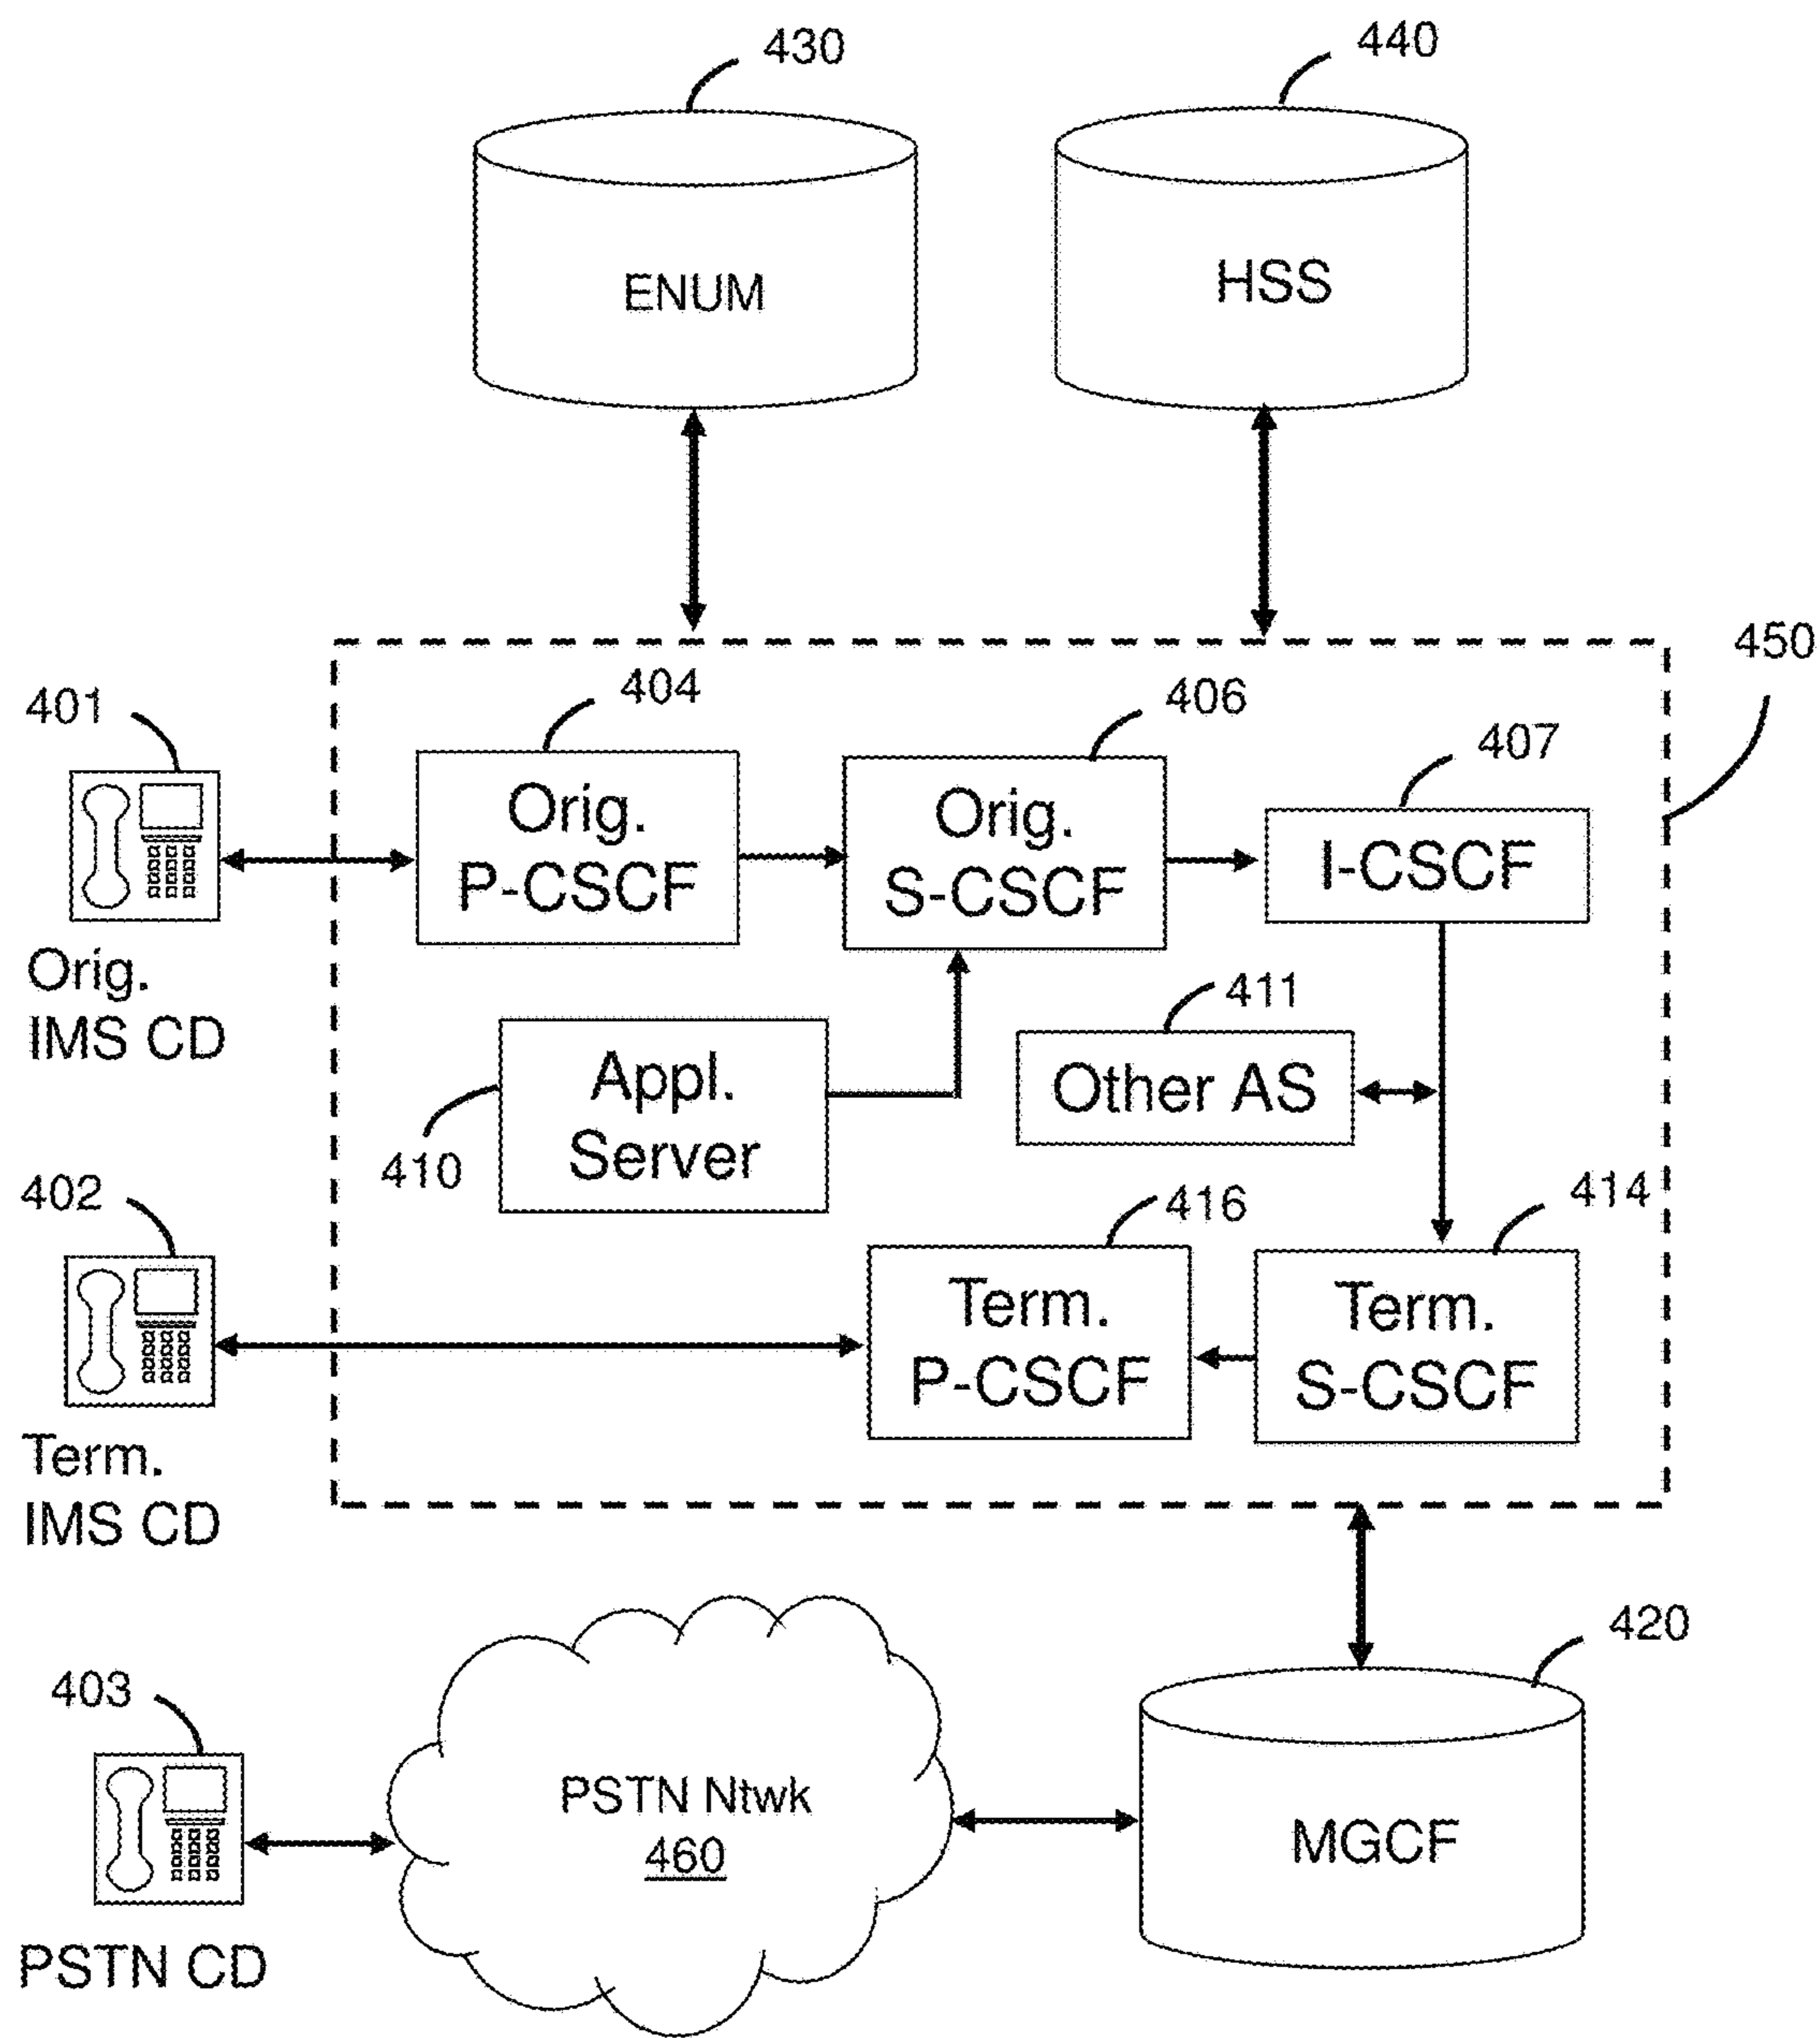 430
440
ENUM
HSS
450
401
404
406
407
Orig.
P-CSCF
Orig.
S-CSCF
I-CSCF
Orig.
IMS CD
411
Appl.
Server
Other AS
410
402
416
414
Term.
P-CSCF
Term.
S-CSCF
Term.
IMS CD
420
403
PSTN Ntwk
460
MGCF
PSTN CD